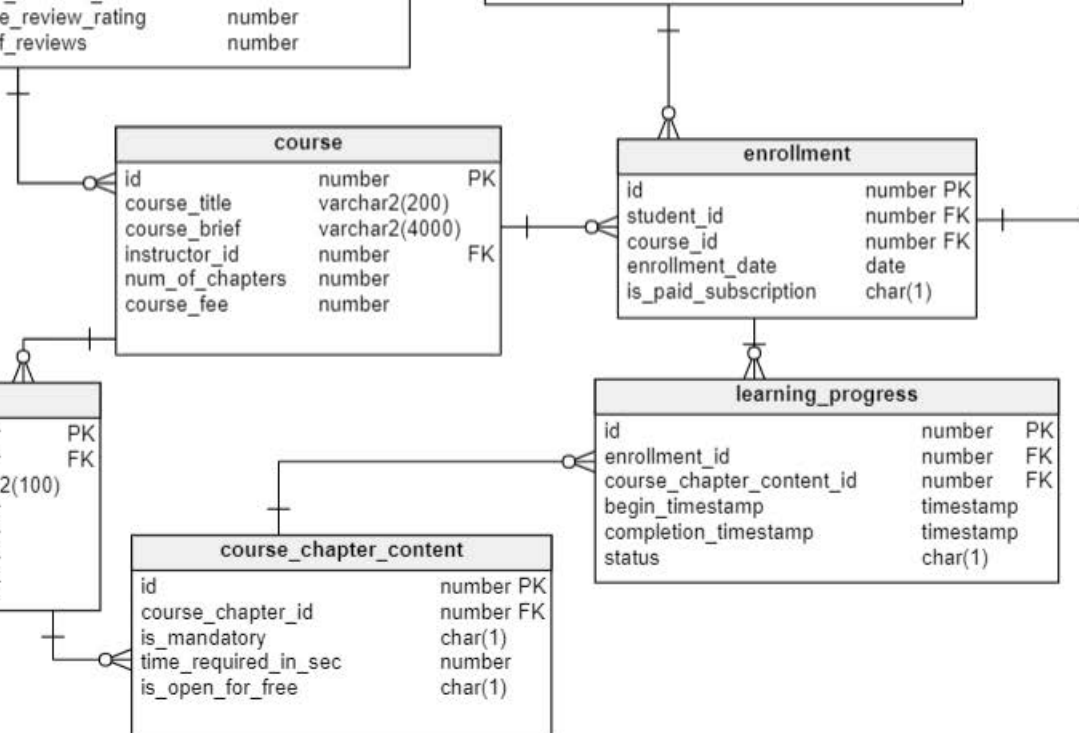 e_review_rating number
f_reviews number
course
id number PK
course_title varchar2(200)
course_brief varchar2(4000)
instructor_id number FK
num_of_chapters number
course_fee number
enrollment
id number PK
student_id number FK
course_id number FK
enrollment_date date
is_paid_subscription char(1)
PK
FK
2(100)
learning_progress
id number PK
enrollment_id number FK
course_chapter_content_id number FK
begin_timestamp timestamp
completion_timestamp timestamp
status char(1)
course_chapter_content
id number PK
course_chapter_id number FK
is_mandatory char(1)
time_required_in_sec number
is_open_for_free char(1)